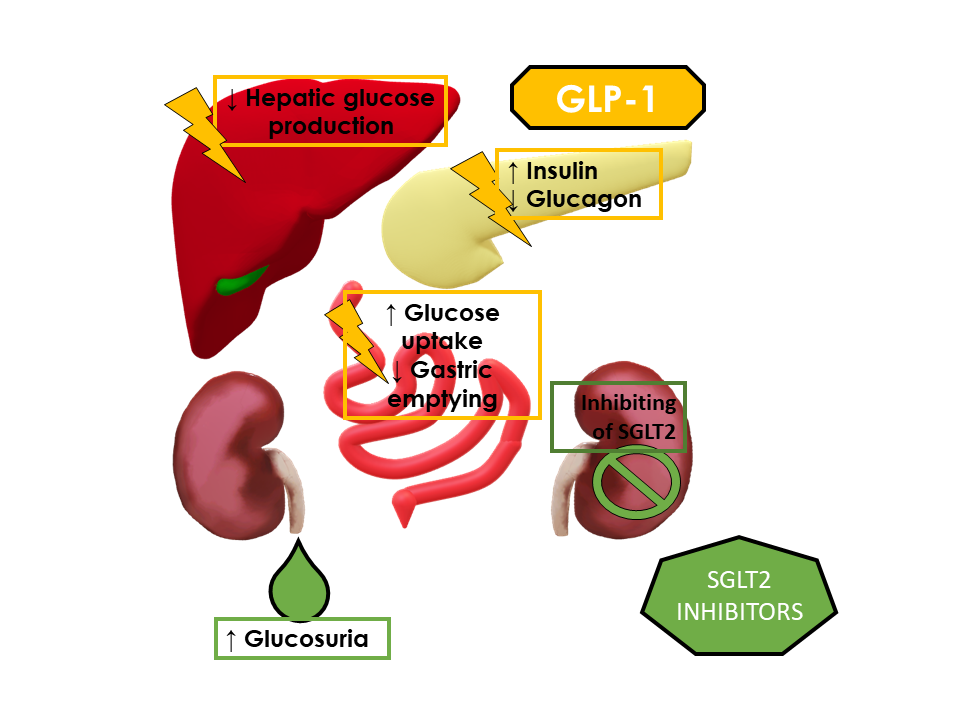 ↓ Hepatic glucose
production
GLP-1
↑ Insulin
↓ Glucagon
↑ Glucose
uptake
↓ Gastric
emptying
Inhibiting
of SGLT2
↑ Glucosuria
SGLT2
INHIBITORS